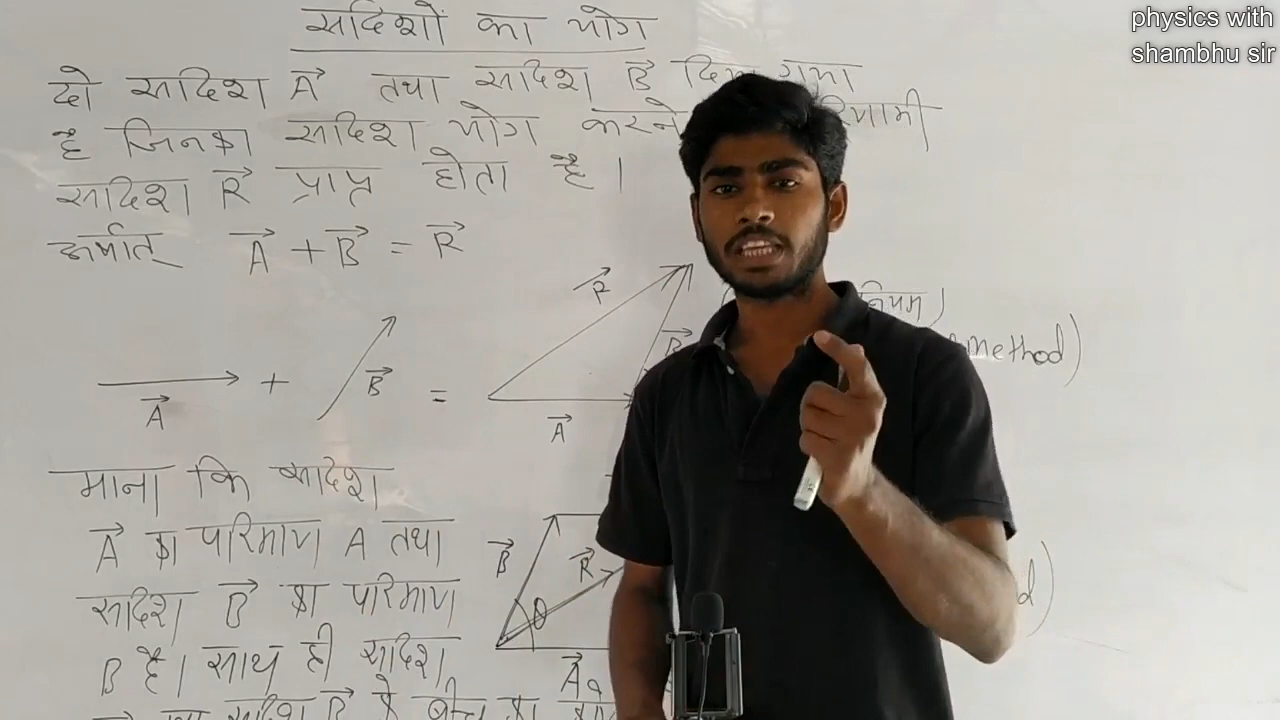 physics with
shambhu sir
सदिशों का योग
दो सदिश A⃗ तथा सदिश B⃗ दिया गया
है जिनका सदिश योग करने
सदिश R⃗ प्राप्त होता है।
अर्थात् A⃗ + B⃗ = R⃗
A⃗ + B⃗ =
R⃗
B⃗
A⃗
method)
माना कि सदिश
A⃗ का परिमाण A तथा
सदिश B⃗ का परिमाण
B है। साथ ही सदिश
सदिश B⃗ के बीच का
B⃗
R⃗
θ
A⃗